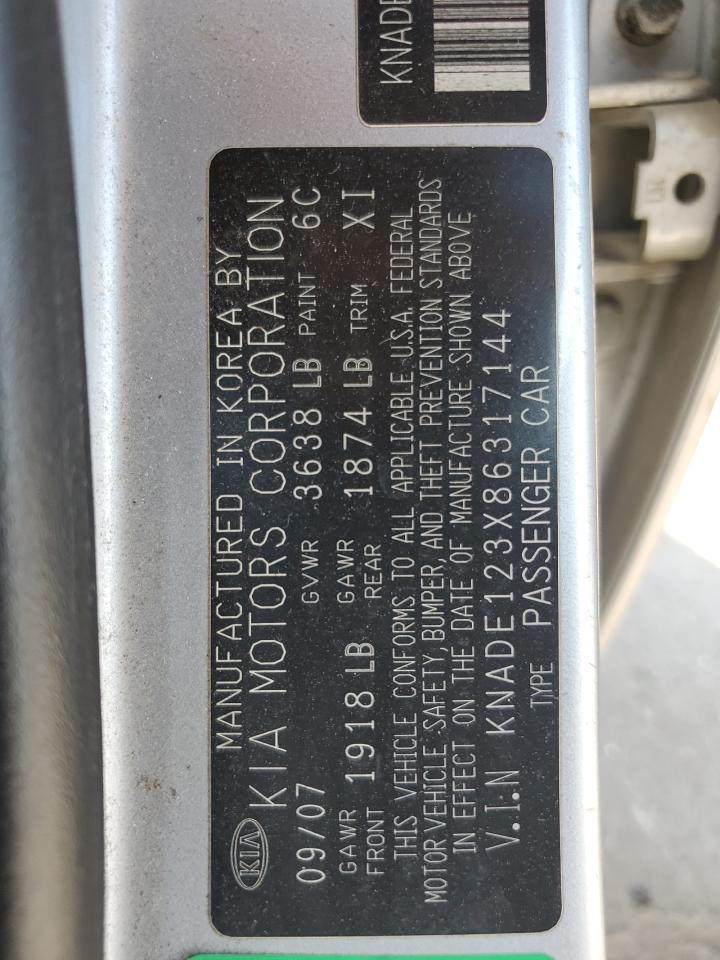 KNADE
KIA
MANUFACTURED IN KOREA BY
KIA MOTORS CORPORATION
09/07 GVWR 3638 LB PAINT 6C
GAWR FRONT 1918 LB GAWR REAR 1874 LB TRIM XI
THIS VEHICLE CONFORMS TO ALL APPLICABLE U.S.A. FEDERAL
MOTOR VEHICLE SAFETY, BUMPER, AND THEFT PREVENTION STANDARDS
IN EFFECT ON THE DATE OF MANUFACTURE SHOWN ABOVE
V.I.N KNADE123X86317144
TYPE PASSENGER CAR